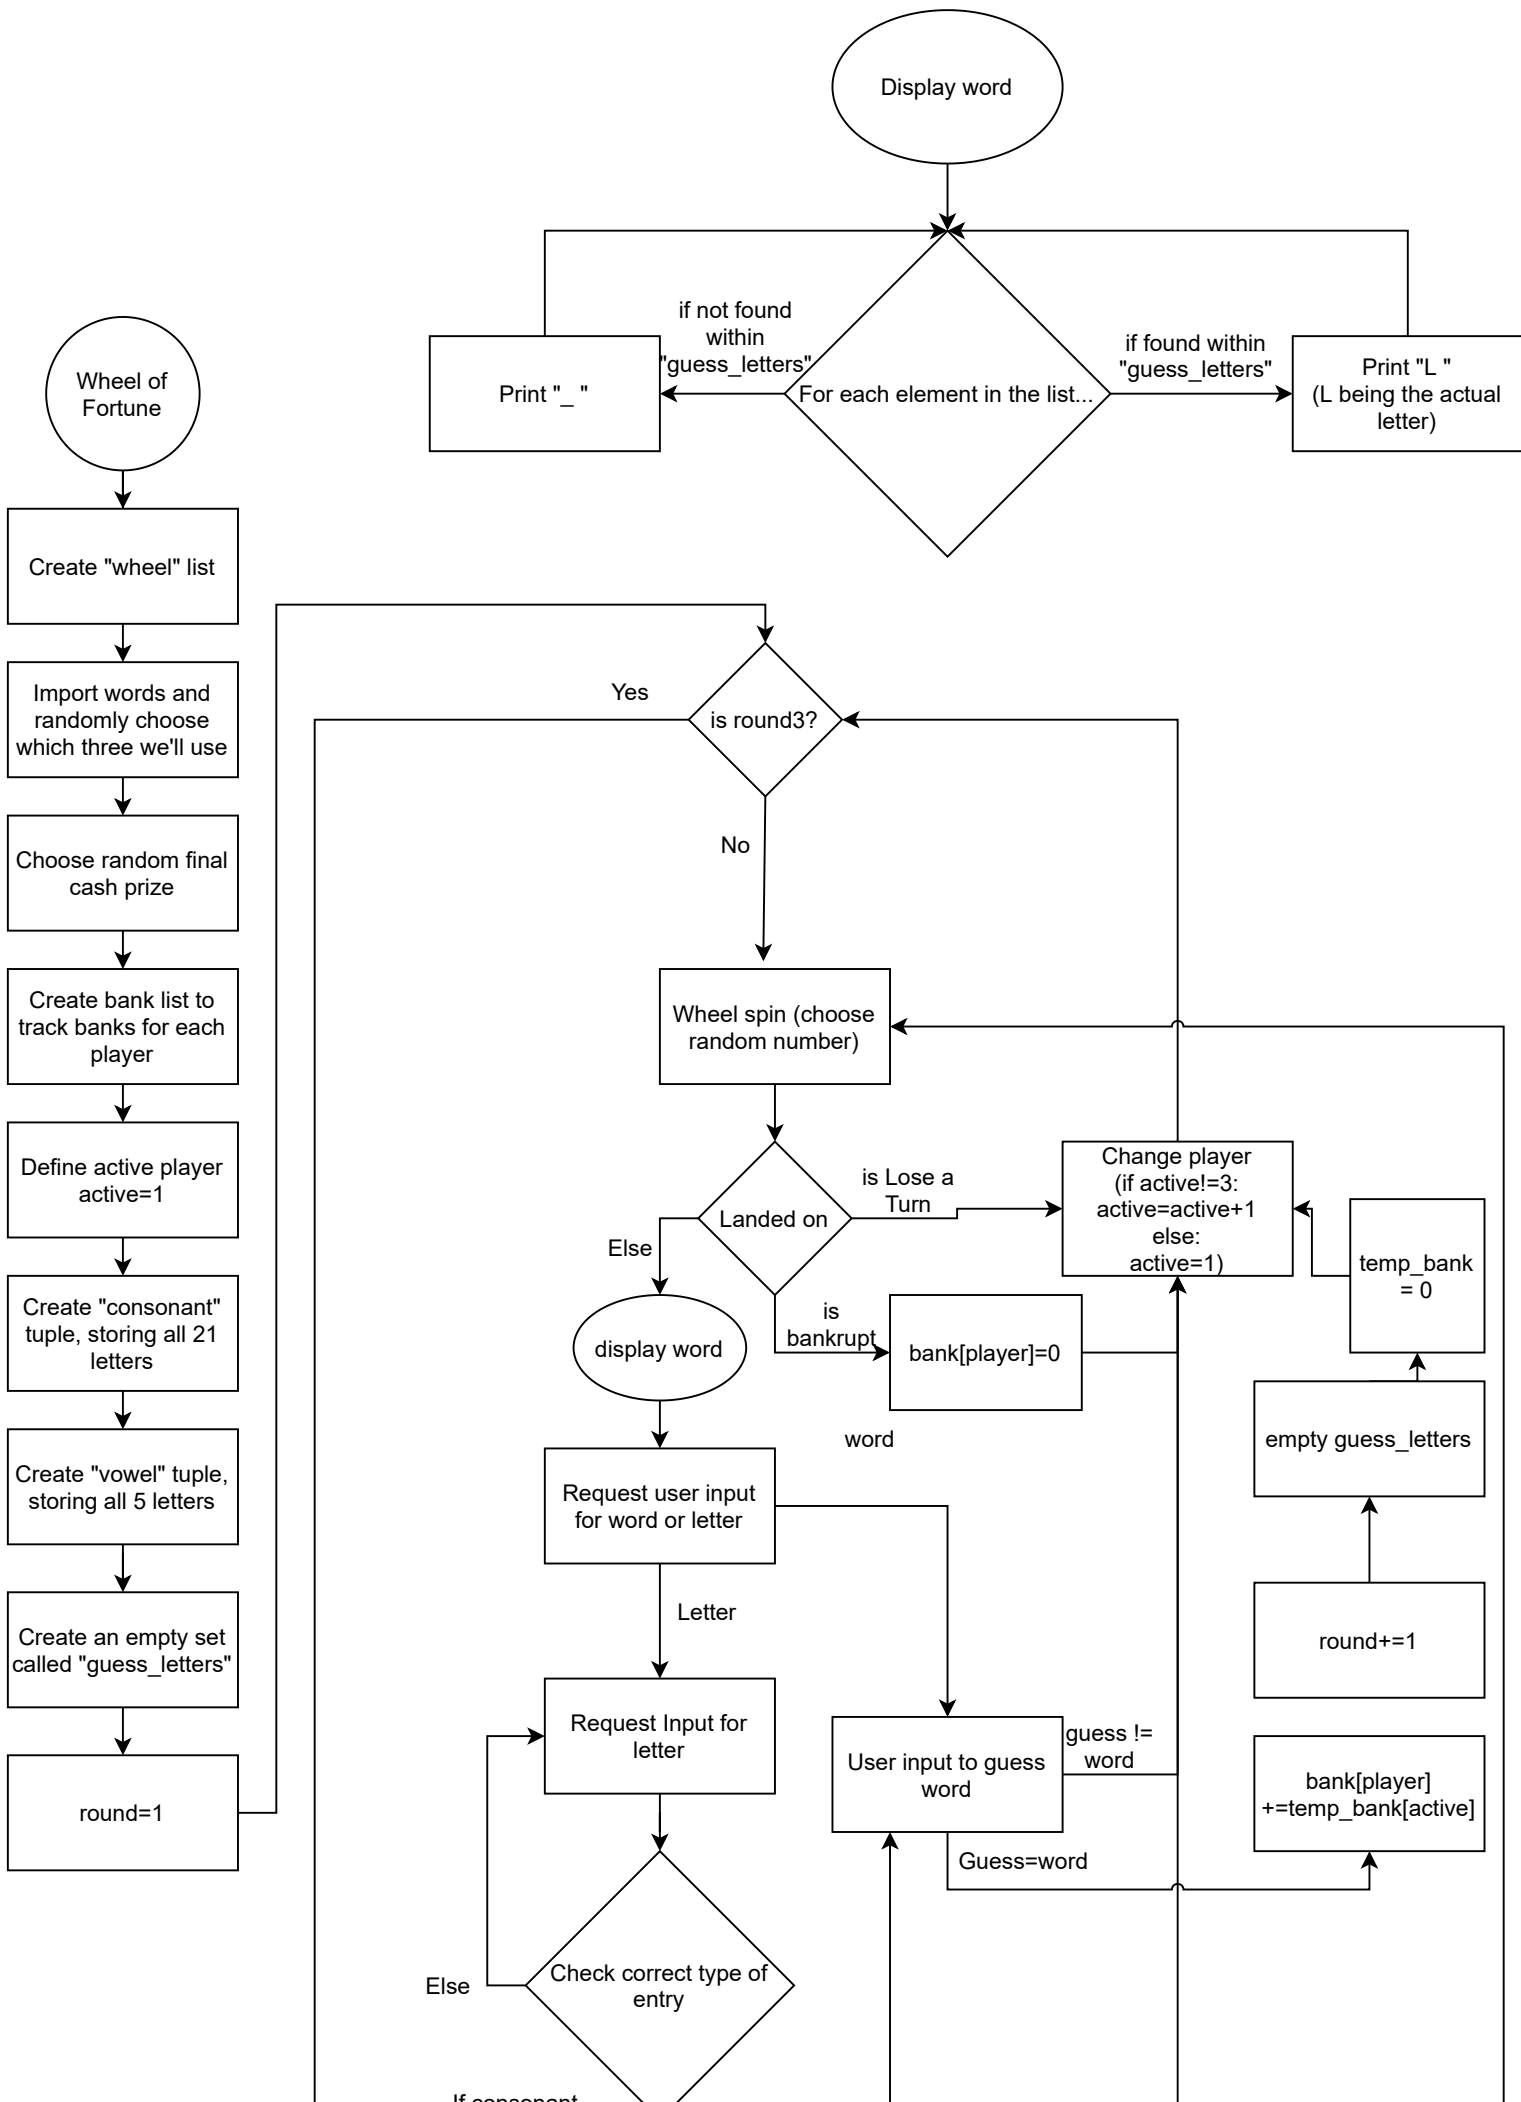 Display word
if not found
within
"guess_letters"
if found within
"guess_letters"
Print "_ "
For each element in the list...
Print "L "
(L being the actual
letter)
Wheel of
Fortune
Create "wheel" list
Import words and
randomly choose
which three we'll use
Choose random final
cash prize
Create bank list to
track banks for each
player
Define active player
active=1
Create "consonant"
tuple, storing all 21
letters
Create "vowel" tuple,
storing all 5 letters
Create an empty set
called "guess_letters"
round=1
Yes
is round3?
No
Wheel spin (choose
random number)
Landed on
is Lose a
Turn
Change player
(if active!=3:
active=active+1
else:
active=1)
temp_bank
= 0
Else
is
bankrupt
display word
bank[player]=0
word
empty guess_letters
Request user input
for word or letter
Letter
round+=1
Request Input for
letter
User input to guess
word
guess !=
word
bank[player]
+=temp_bank[active]
Guess=word
Check correct type of
entry
Else
If consonant